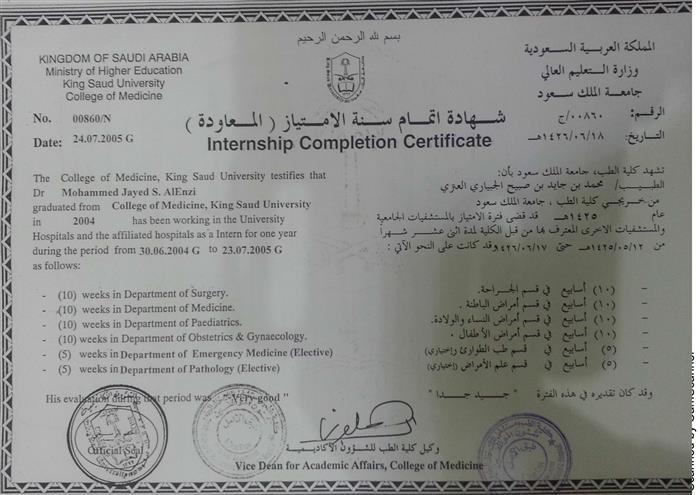 بسم الله الرحمن الرحيم
KINGDOM OF SAUDI ARABIA
Ministry of Higher Education
King Saud University
College of Medicine
No. 00860/N
Date: 24.07.2005 G
المملكة العربية السعودية
وزارة التعليم العالي
جامعة الملك سعود
الرقم: ٠٠٨٦٠/ج
التاريخ: ١٤٢٦/٠٦/١٨هـ
شهادة اتمام سنة الامتياز ( المعاودة )
Internship Completion Certificate
The College of Medicine, King Saud University testifies that
Dr Mohammed Jayed S. AlEnzi
graduated from College of Medicine, King Saud University
in 2004 has been working in the University
Hospitals and the affiliated hospitals as a Intern for one year
during the period from 30.06.2004 G to 23.07.2005 G
as follows:
- (10) weeks in Department of Surgery.
- (10) weeks in Department of Medicine.
- (10) weeks in Department of Paediatrics.
- (10) weeks in Department of Obstetrics & Gynaecology.
- (5) weeks in Department of Emergency Medicine (Elective)
- (5) weeks in Department of Pathology (Elective)
His evaluation during that period was "Very good"
تشهد كلية الطب، جامعة الملك سعود بأن:
الطبيب/ محمد بن جايد بن صبيح الجبياري العنزي
من خريجي كلية الطب، جامعة الملك سعود
عام ١٤٢٥هـ قد قضى فترة الامتياز بالمستشفيات الجامعية
والمستشفيات الاخرى المعترف بها من قبل الكلية لمدة اثنى عشر شهراً
من ١٤٢٥/٠٥/١٢هـ حتى ٤٢٦/٠٦/١٧ وقد كانت على النحو الآتي:
- (١٠) أسابيع في قسم الجراحة.
- (١٠) أسابيع في قسم أمراض الباطنة.
- (١٠) أسابيع في قسم أمراض النساء والولادة.
- (١٠) أسابيع في قسم أمراض الأطفال.
- (٥) أسابيع في قسم طب الطوارئ (إختياري)
- (٥) أسابيع في قسم علم الأمراض (إختياري)
وقد كان تقديره في هذه الفترة " جيد جدا "
Official Seal
وكيل كلية الطب للشؤون الأكاديمية
Vice Dean for Academic Affairs, College of Medicine